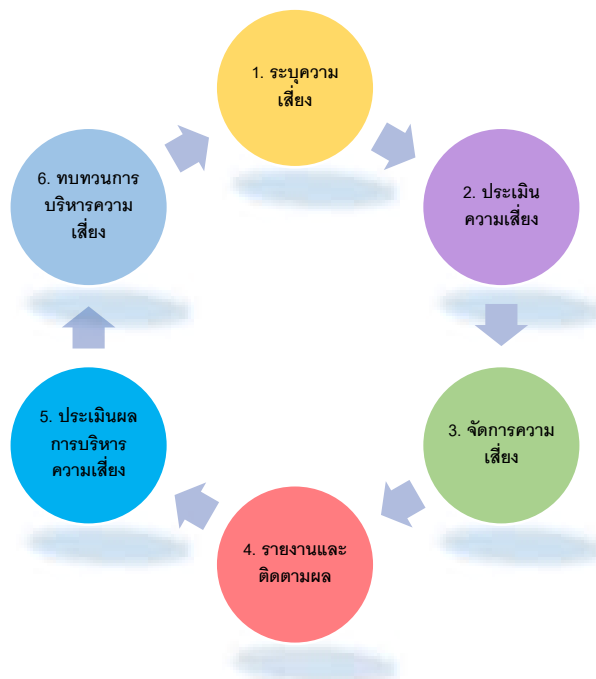 1. ระบุความ
เสี่ยง
2. ประเมิน
ความเสี่ยง
3. จัดการความ
เสี่ยง
4. รายงานและ
ติดตามผล
5. ประเมินผล
การบริหาร
ความเสี่ยง
6. ทบทวนการ
บริหารความ
เสี่ยง